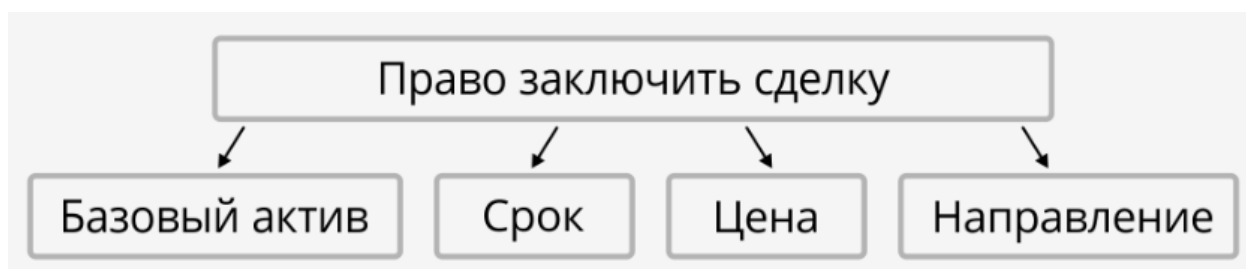 Право заключить сделку
Базовый актив
Срок
Цена
Направление